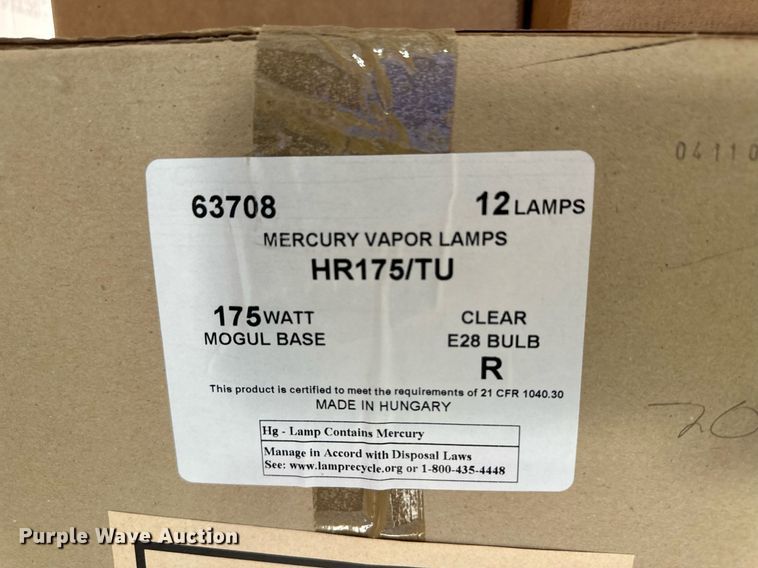 04110
63708 12 LAMPS
MERCURY VAPOR LAMPS
HR175/TU
175 WATT CLEAR
MOGUL BASE E28 BULB
R
This product is certified to meet the requirements of 21 CFR 1040.30
MADE IN HUNGARY
Hg - Lamp Contains Mercury
Manage in Accord with Disposal Laws
See: www.lamprecycle.org or 1-800-435-4448
20
Purple Wave Auction